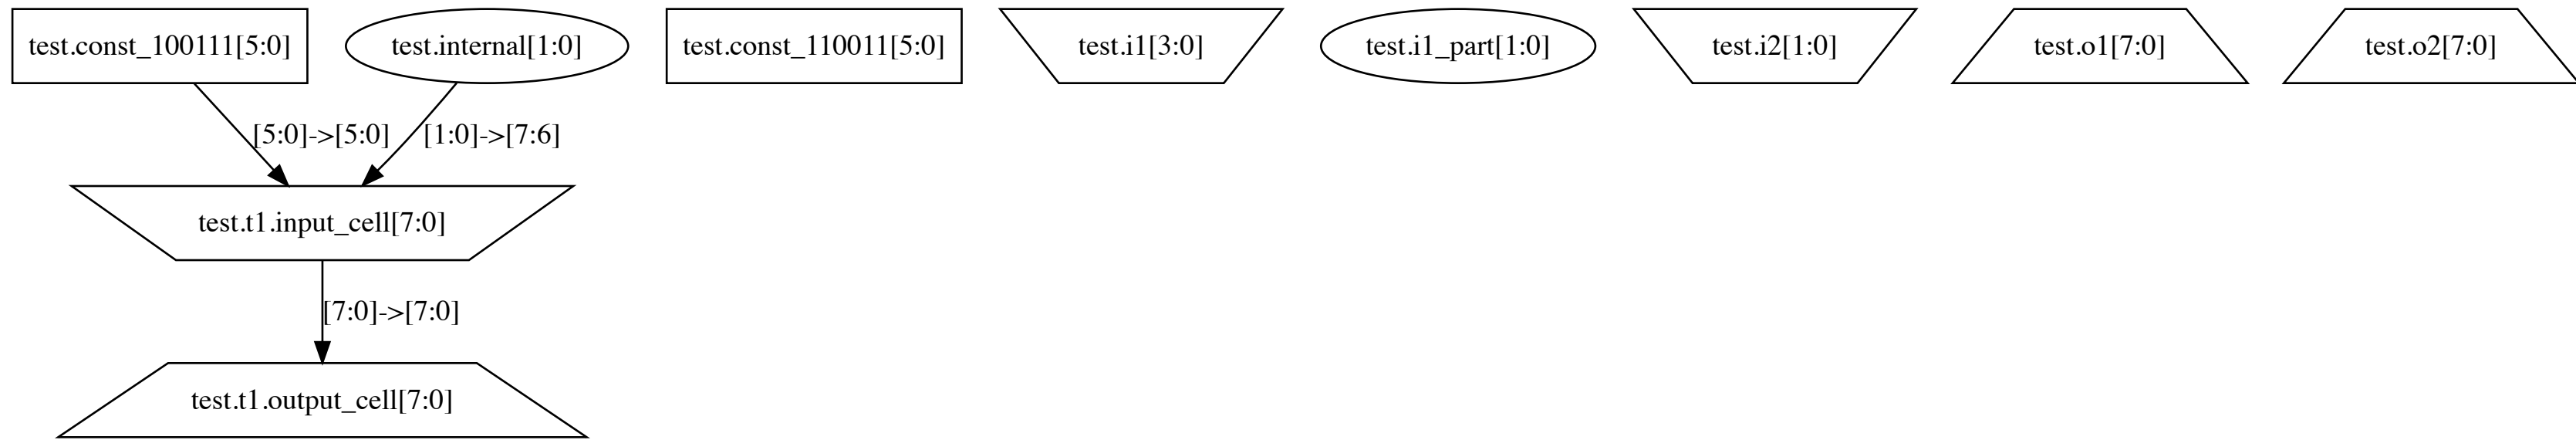 test.const_100111[5:0]
test.internal[1:0]
test.const_110011[5:0]
test.i1[3:0]
test.i1_part[1:0]
test.i2[1:0]
test.o1[7:0]
test.o2[7:0]
[5:0]->[5:0]
[1:0]->[7:6]
test.t1.input_cell[7:0]
[7:0]->[7:0]
test.t1.output_cell[7:0]